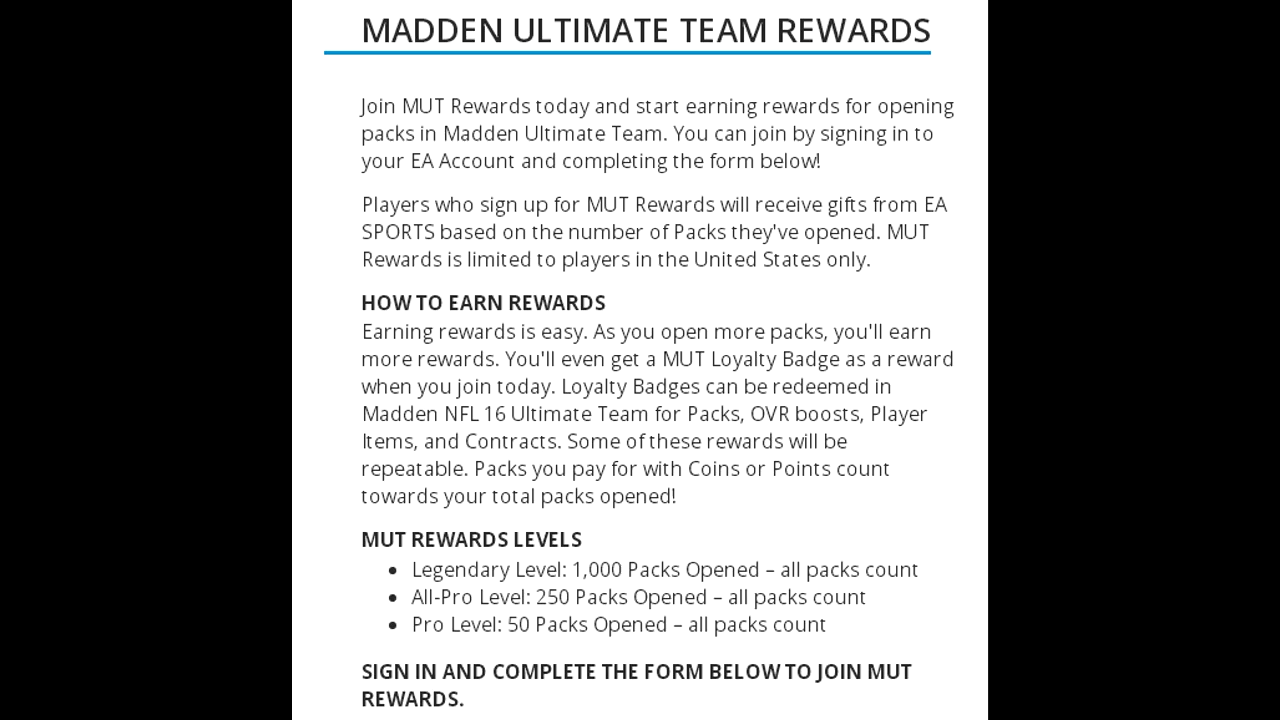 MADDEN ULTIMATE TEAM REWARDS
Join MUT Rewards today and start earning rewards for opening
packs in Madden Ultimate Team. You can join by signing in to
your EA Account and completing the form below!
Players who sign up for MUT Rewards will receive gifts from EA
SPORTS based on the number of Packs they've opened. MUT
Rewards is limited to players in the United States only.
HOW TO EARN REWARDS
Earning rewards is easy. As you open more packs, you'll earn
more rewards. You'll even get a MUT Loyalty Badge as a reward
when you join today. Loyalty Badges can be redeemed in
Madden NFL 16 Ultimate Team for Packs, OVR boosts, Player
Items, and Contracts. Some of these rewards will be
repeatable. Packs you pay for with Coins or Points count
towards your total packs opened!
MUT REWARDS LEVELS
• Legendary Level: 1,000 Packs Opened – all packs count
• All-Pro Level: 250 Packs Opened – all packs count
• Pro Level: 50 Packs Opened – all packs count
SIGN IN AND COMPLETE THE FORM BELOW TO JOIN MUT
REWARDS.